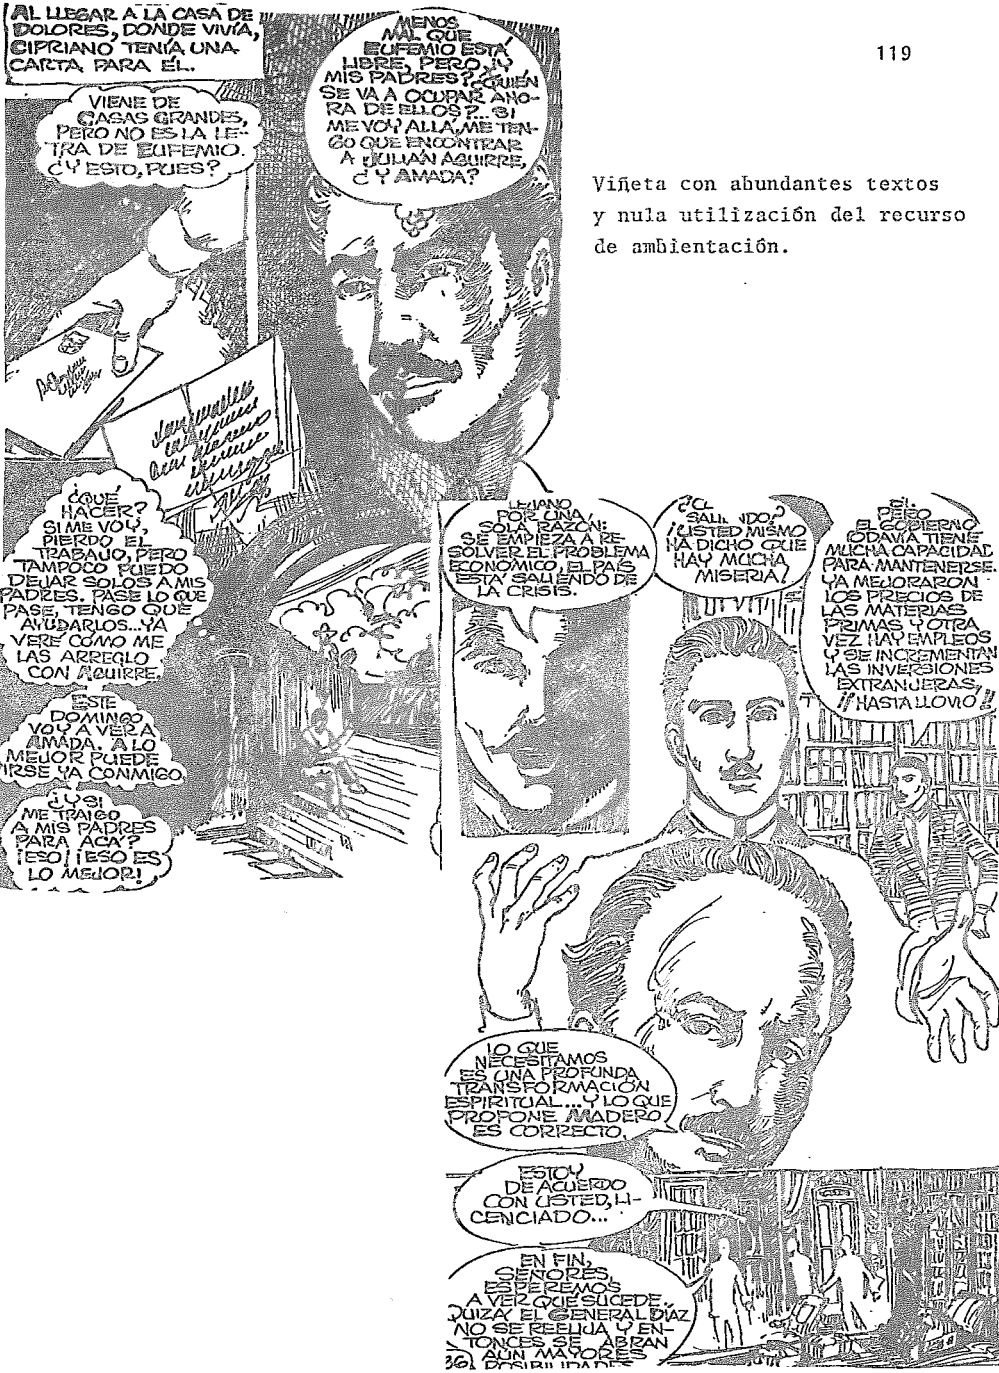 119
Viñeta con abundantes textos
y nula utilización del recurso
de ambientación.
AL LLEGAR A LA CASA DE
DOLORES, DONDE VIVÍA,
CIPRIANO TENÍA UNA
CARTA PARA ÉL.
VIENE DE
CASAS GRANDES,
PERO NO ES LA LE-
TRA DE EUFEMIO.
¿Y ESTO, PUES?
MENOS
MAL QUE
EUFEMIO ESTÁ
LIBRE, PERO ¿Y
MIS PADRES? ¿QUIÉN
SE VA A OCUPAR AHO-
RA DE ELLOS?... SI
ME VOY ALLÁ, ME TEN-
GO QUE ENCONTRAR
A JULIÁN AGUIRRE,
¿Y AMADA?
¿QUÉ
HACER?
SI ME VOY,
PIERDO EL
TRABAJO, PERO
TAMPOCO PUEDO
DEJAR SOLOS A MIS
PADRES. PASE LO QUE
PASE, TENGO QUE
AYUDARLOS...YA
VERÉ CÓMO ME
LAS ARREGLO
CON AGUIRRE.
ESTE
DOMINGO
VOY A VER A
AMADA. A LO
MEJOR PUEDE
IRSE YA CONMIGO.
¿Y SI
ME TRAIGO
A MIS PADRES
PARA ACÁ?
¡ESO! ¡ESO ES
LO MEJOR!
LEJANO
POR UNA
SOLA RAZÓN:
SE EMPIEZA A RE-
SOLVER EL PROBLEMA
ECONÓMICO, EL PAÍS
ESTÁ SALIENDO DE
LA CRISIS.
¡USTED MISMO
HA DICHO QUE
HAY MUCHA
MISERIA!
PERO
EL GOBIERNO
TODAVÍA TIENE
MUCHA CAPACIDAD
PARA MANTENERSE.
YA MEJORARON
LOS PRECIOS DE
LAS MATERIAS
PRIMAS Y OTRA
VEZ HAY EMPLEOS
Y SE INCREMENTAN
LAS INVERSIONES
EXTRANJERAS,
¡¡HASTA LLOVIÓ!!
LO QUE
NECESITAMOS
ES UNA PROFUNDA
TRANSFORMACIÓN
ESPIRITUAL...Y LO QUE
PROPONE MADERO
ES CORRECTO.
ESTOY
DE ACUERDO
CON USTED, LI-
CENCIADO...
EN FIN,
SEÑORES,
ESPEREMOS
A VER QUÉ SUCEDE.
QUIZÁ EL GENERAL DÍAZ
NO SE REELIJA Y EN-
TONCES SE ABRAN
AÚN MAYORES
POSIBILIDADES
36